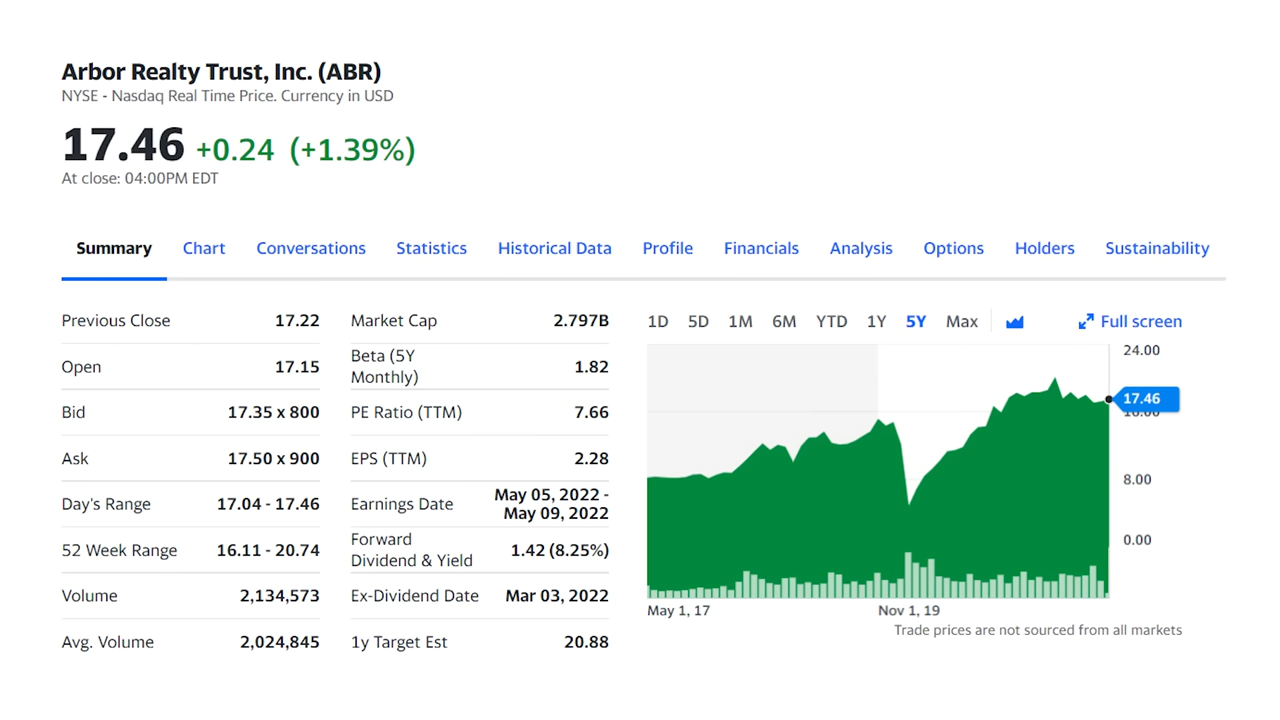 Arbor Realty Trust, Inc. (ABR)
NYSE - Nasdaq Real Time Price. Currency in USD
17.46 +0.24 (+1.39%)
At close: 04:00PM EDT
Summary Chart Conversations Statistics Historical Data Profile Financials Analysis Options Holders Sustainability
Previous Close 17.22
Open 17.15
Bid 17.35 x 800
Ask 17.50 x 900
Day's Range 17.04 - 17.46
52 Week Range 16.11 - 20.74
Volume 2,134,573
Avg. Volume 2,024,845
Market Cap 2.797B
Beta (5Y
Monthly) 1.82
PE Ratio (TTM) 7.66
EPS (TTM) 2.28
Earnings Date May 05, 2022 -
May 09, 2022
Forward
Dividend & Yield 1.42 (8.25%)
Ex-Dividend Date Mar 03, 2022
1y Target Est 20.88
1D 5D 1M 6M YTD 1Y 5Y Max Full screen
24.00
17.46
16.00
8.00
0.00
May 1, 17 Nov 1, 19
Trade prices are not sourced from all markets